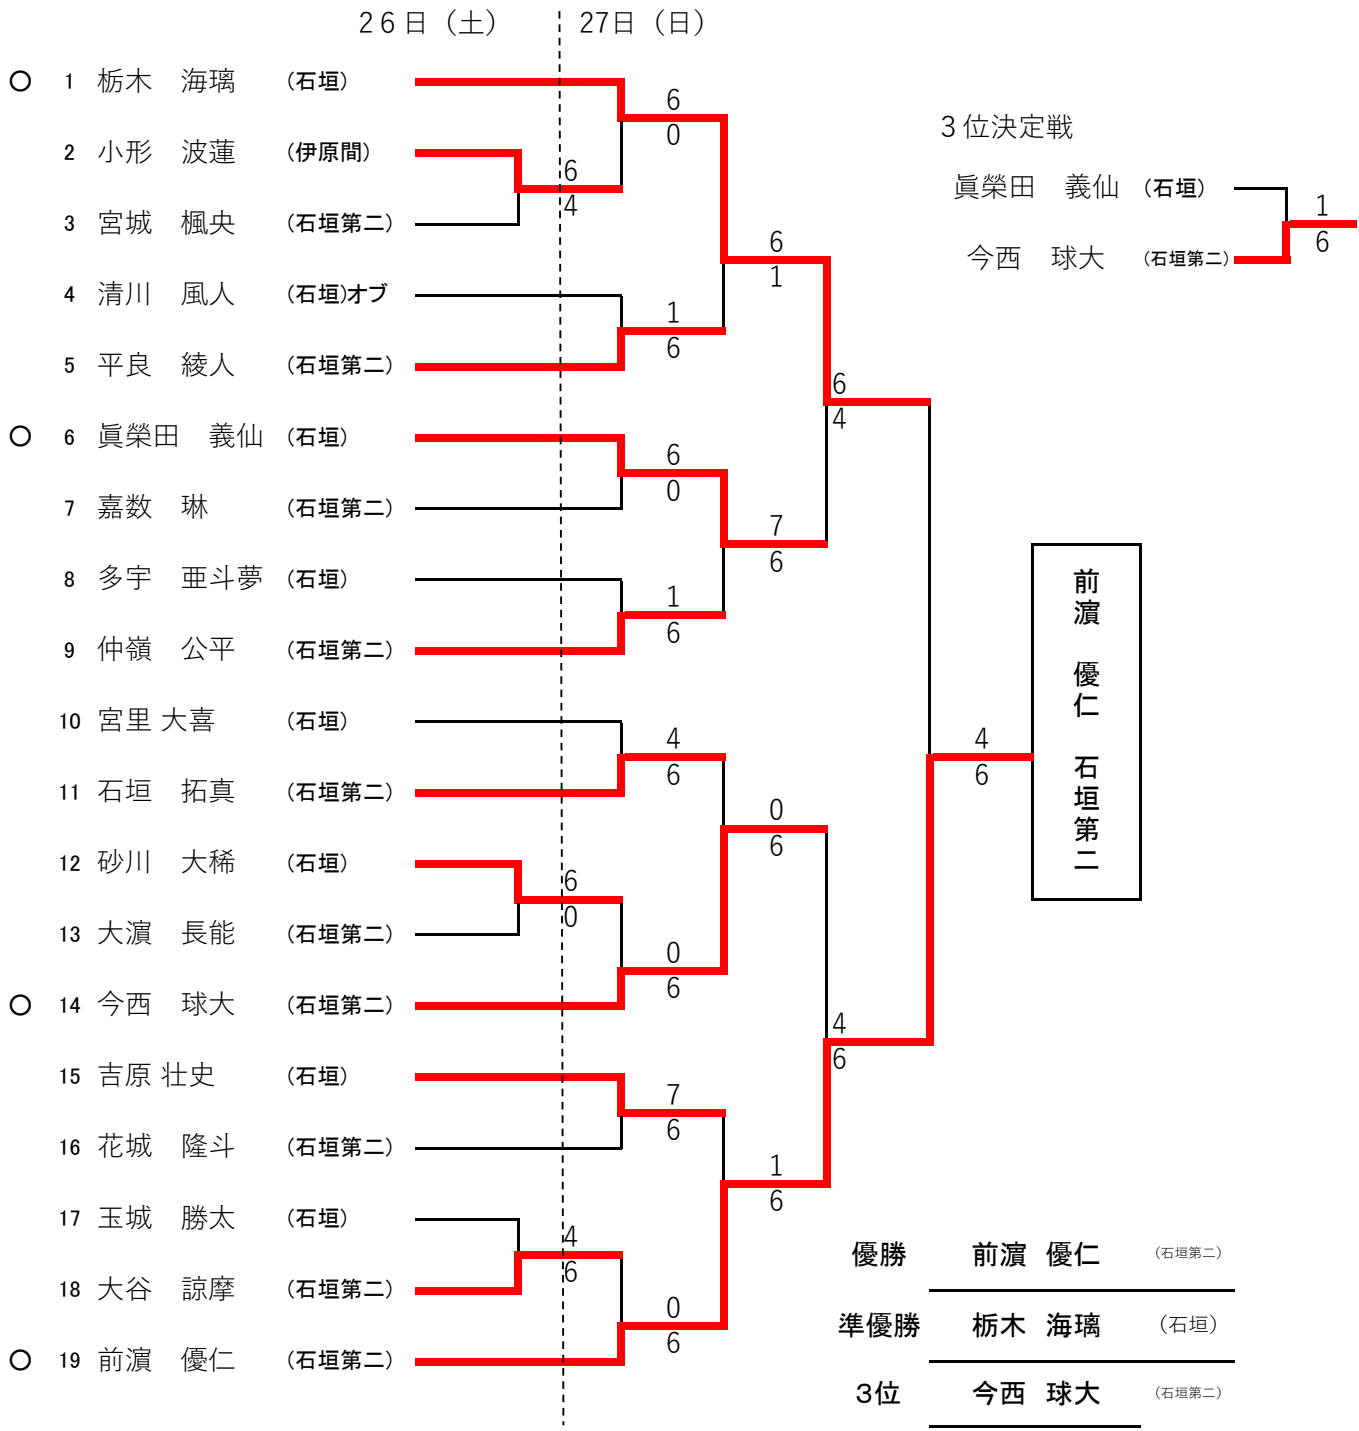 26日（土） 27日（日）
○ 1 栃木　海璃 （石垣）
2 小形　波蓮 （伊原間）
3 宮城　楓央 （石垣第二）
4 清川　風人 （石垣）オブ
5 平良　綾人 （石垣第二）
○ 6 眞榮田　義仙 （石垣）
7 嘉数　琳 （石垣第二）
8 多宇　亜斗夢 （石垣）
9 仲嶺　公平 （石垣第二）
10 宮里 大喜 （石垣）
11 石垣　拓真 （石垣第二）
12 砂川　大稀 （石垣）
13 大濵　長能 （石垣第二）
○ 14 今西　球大 （石垣第二）
15 吉原 壮史 （石垣）
16 花城　隆斗 （石垣第二）
17 玉城　勝太 （石垣）
18 大谷　諒摩 （石垣第二）
○ 19 前濵　優仁 （石垣第二）
6
4
6
0
4
6
6
0
1
6
6
0
1
6
4
6
0
6
7
6
0
6
6
1
7
6
0
6
1
6
6
4
4
6
4
6
前濵　優仁　石垣第二
３位決定戦
眞榮田　義仙 （石垣）
今西　球大 （石垣第二）
1
6
優勝 前濵 優仁 （石垣第二）
準優勝 栃木 海璃 （石垣）
3位 今西 球大 （石垣第二）